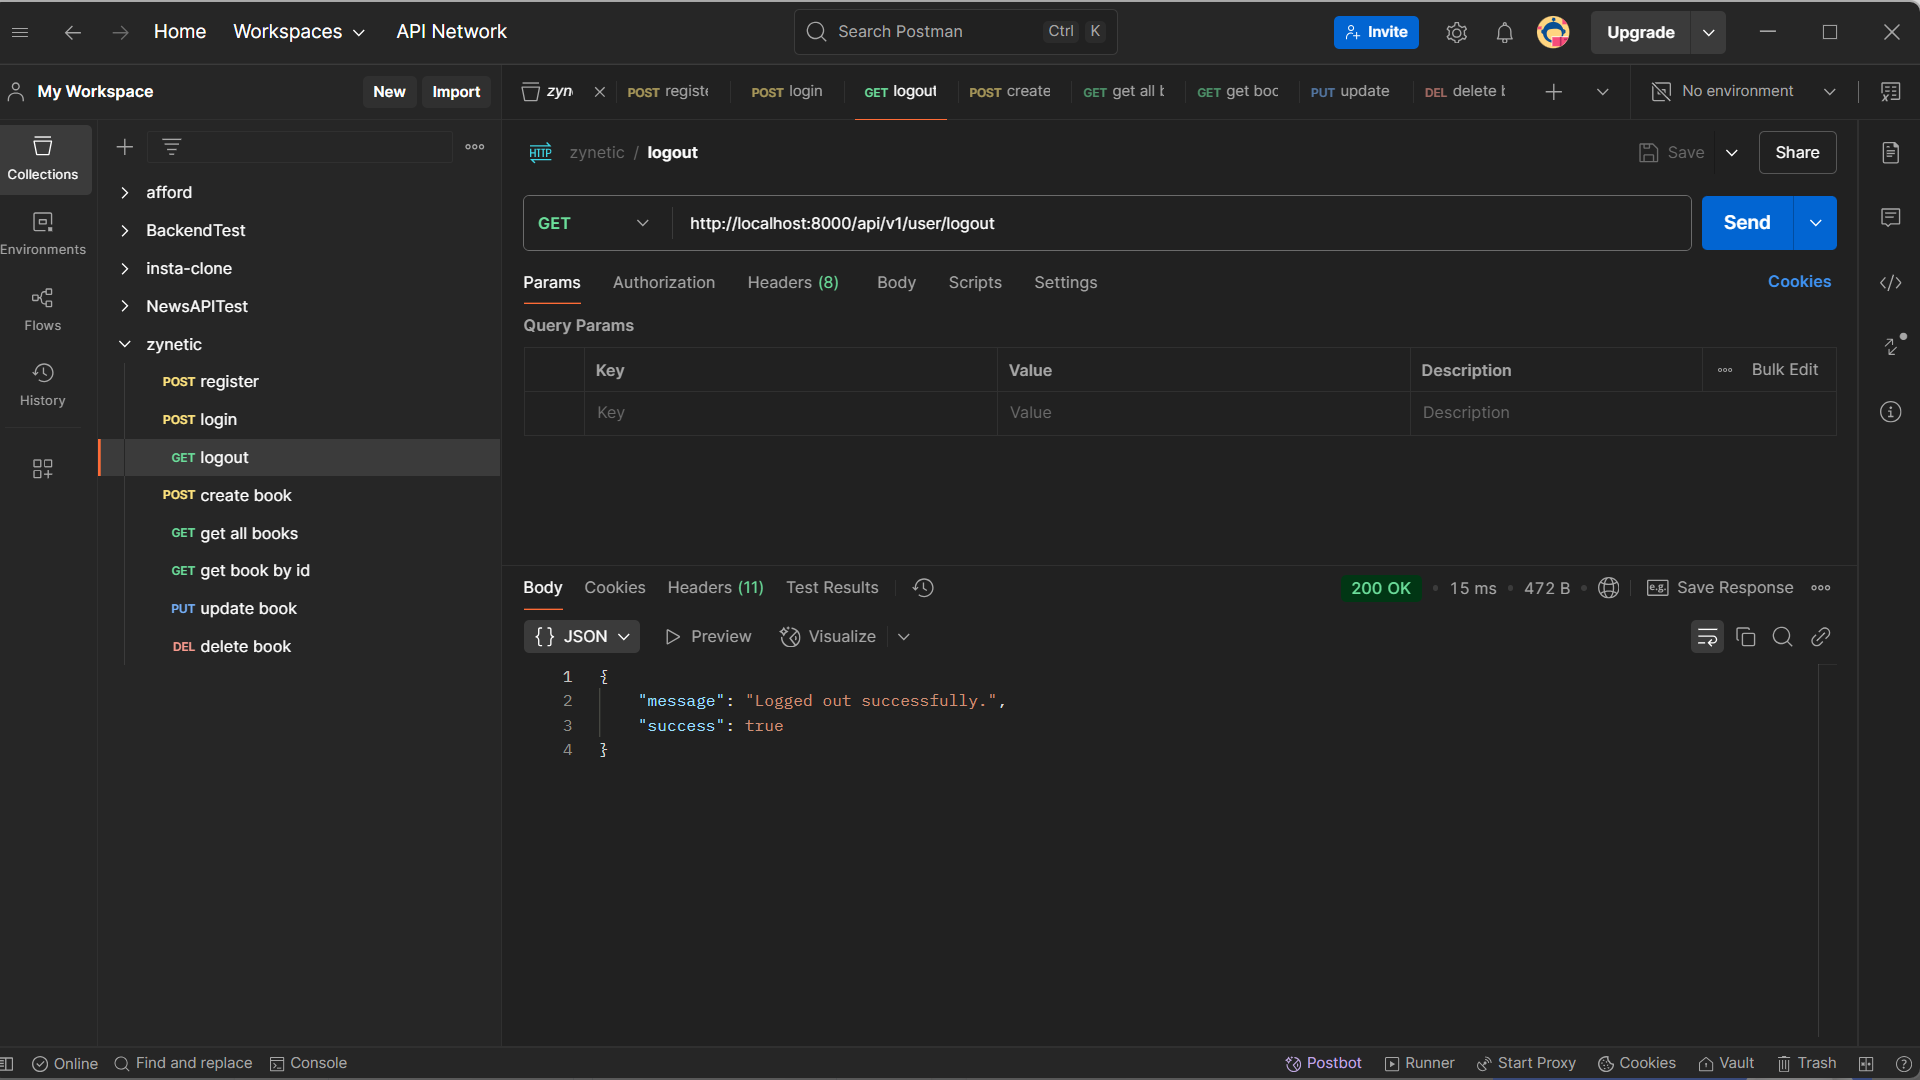 Home Workspaces API Network Search Postman Ctrl K Invite Upgrade
My Workspace New Import zyn POST registe POST login GET logout POST create GET get all b GET get boo PUT update DEL delete b No environment
Collections
Environments
Flows
History
afford
BackendTest
insta-clone
NewsAPITest
zynetic
POST register
POST login
GET logout
POST create book
GET get all books
GET get book by id
PUT update book
DEL delete book
HTTP zynetic / logout Save Share
GET http://localhost:8000/api/v1/user/logout Send
Params Authorization Headers (8) Body Scripts Settings Cookies
Query Params
Key Value Description Bulk Edit
Key Value Description
Body Cookies Headers (11) Test Results 200 OK 15 ms 472 B e.g. Save Response
{} JSON Preview Visualize
1 {
2 "message": "Logged out successfully.",
3 "success": true
4 }
Online Find and replace Console Postbot Runner Start Proxy Cookies Vault Trash